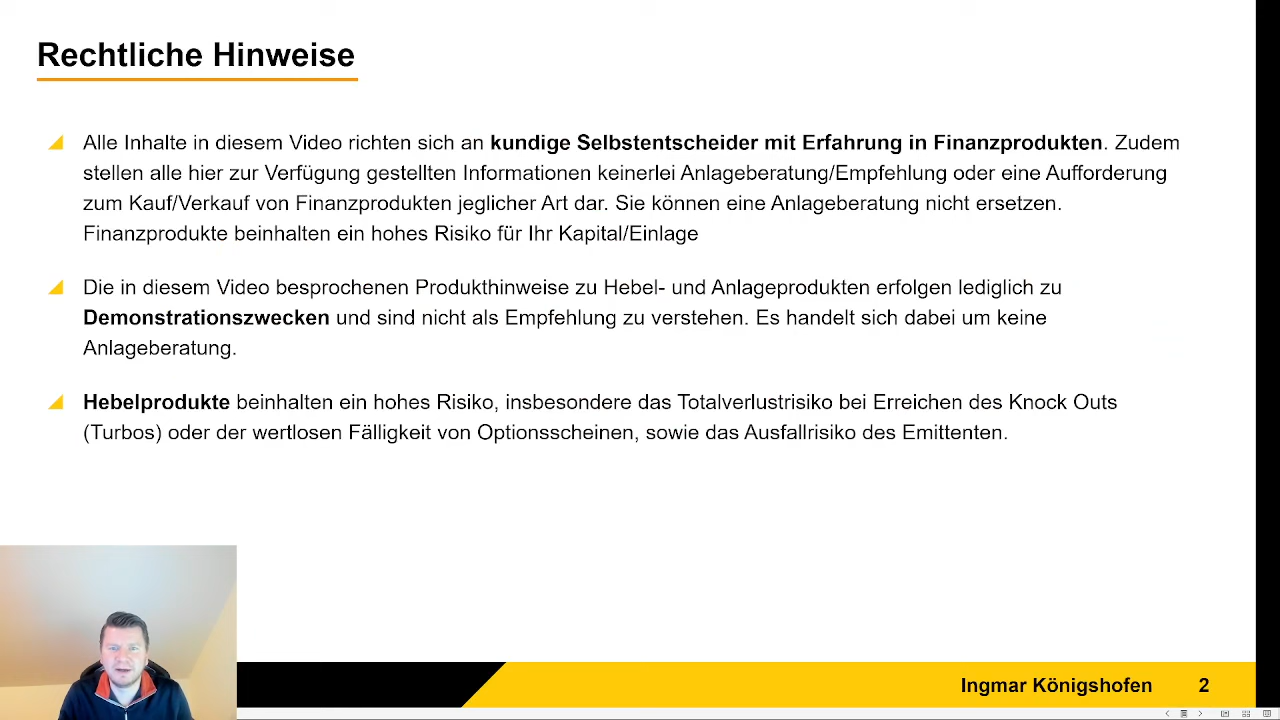 Rechtliche Hinweise
Alle Inhalte in diesem Video richten sich an kundige Selbstentscheider mit Erfahrung in Finanzprodukten. Zudem
stellen alle hier zur Verfügung gestellten Informationen keinerlei Anlageberatung/Empfehlung oder eine Aufforderung
zum Kauf/Verkauf von Finanzprodukten jeglicher Art dar. Sie können eine Anlageberatung nicht ersetzen.
Finanzprodukte beinhalten ein hohes Risiko für Ihr Kapital/Einlage
Die in diesem Video besprochenen Produkthinweise zu Hebel- und Anlageprodukten erfolgen lediglich zu
Demonstrationszwecken und sind nicht als Empfehlung zu verstehen. Es handelt sich dabei um keine
Anlageberatung.
Hebelprodukte beinhalten ein hohes Risiko, insbesondere das Totalverlustrisiko bei Erreichen des Knock Outs
(Turbos) oder der wertlosen Fälligkeit von Optionsscheinen, sowie das Ausfallrisiko des Emittenten.
Ingmar Königshofen 2